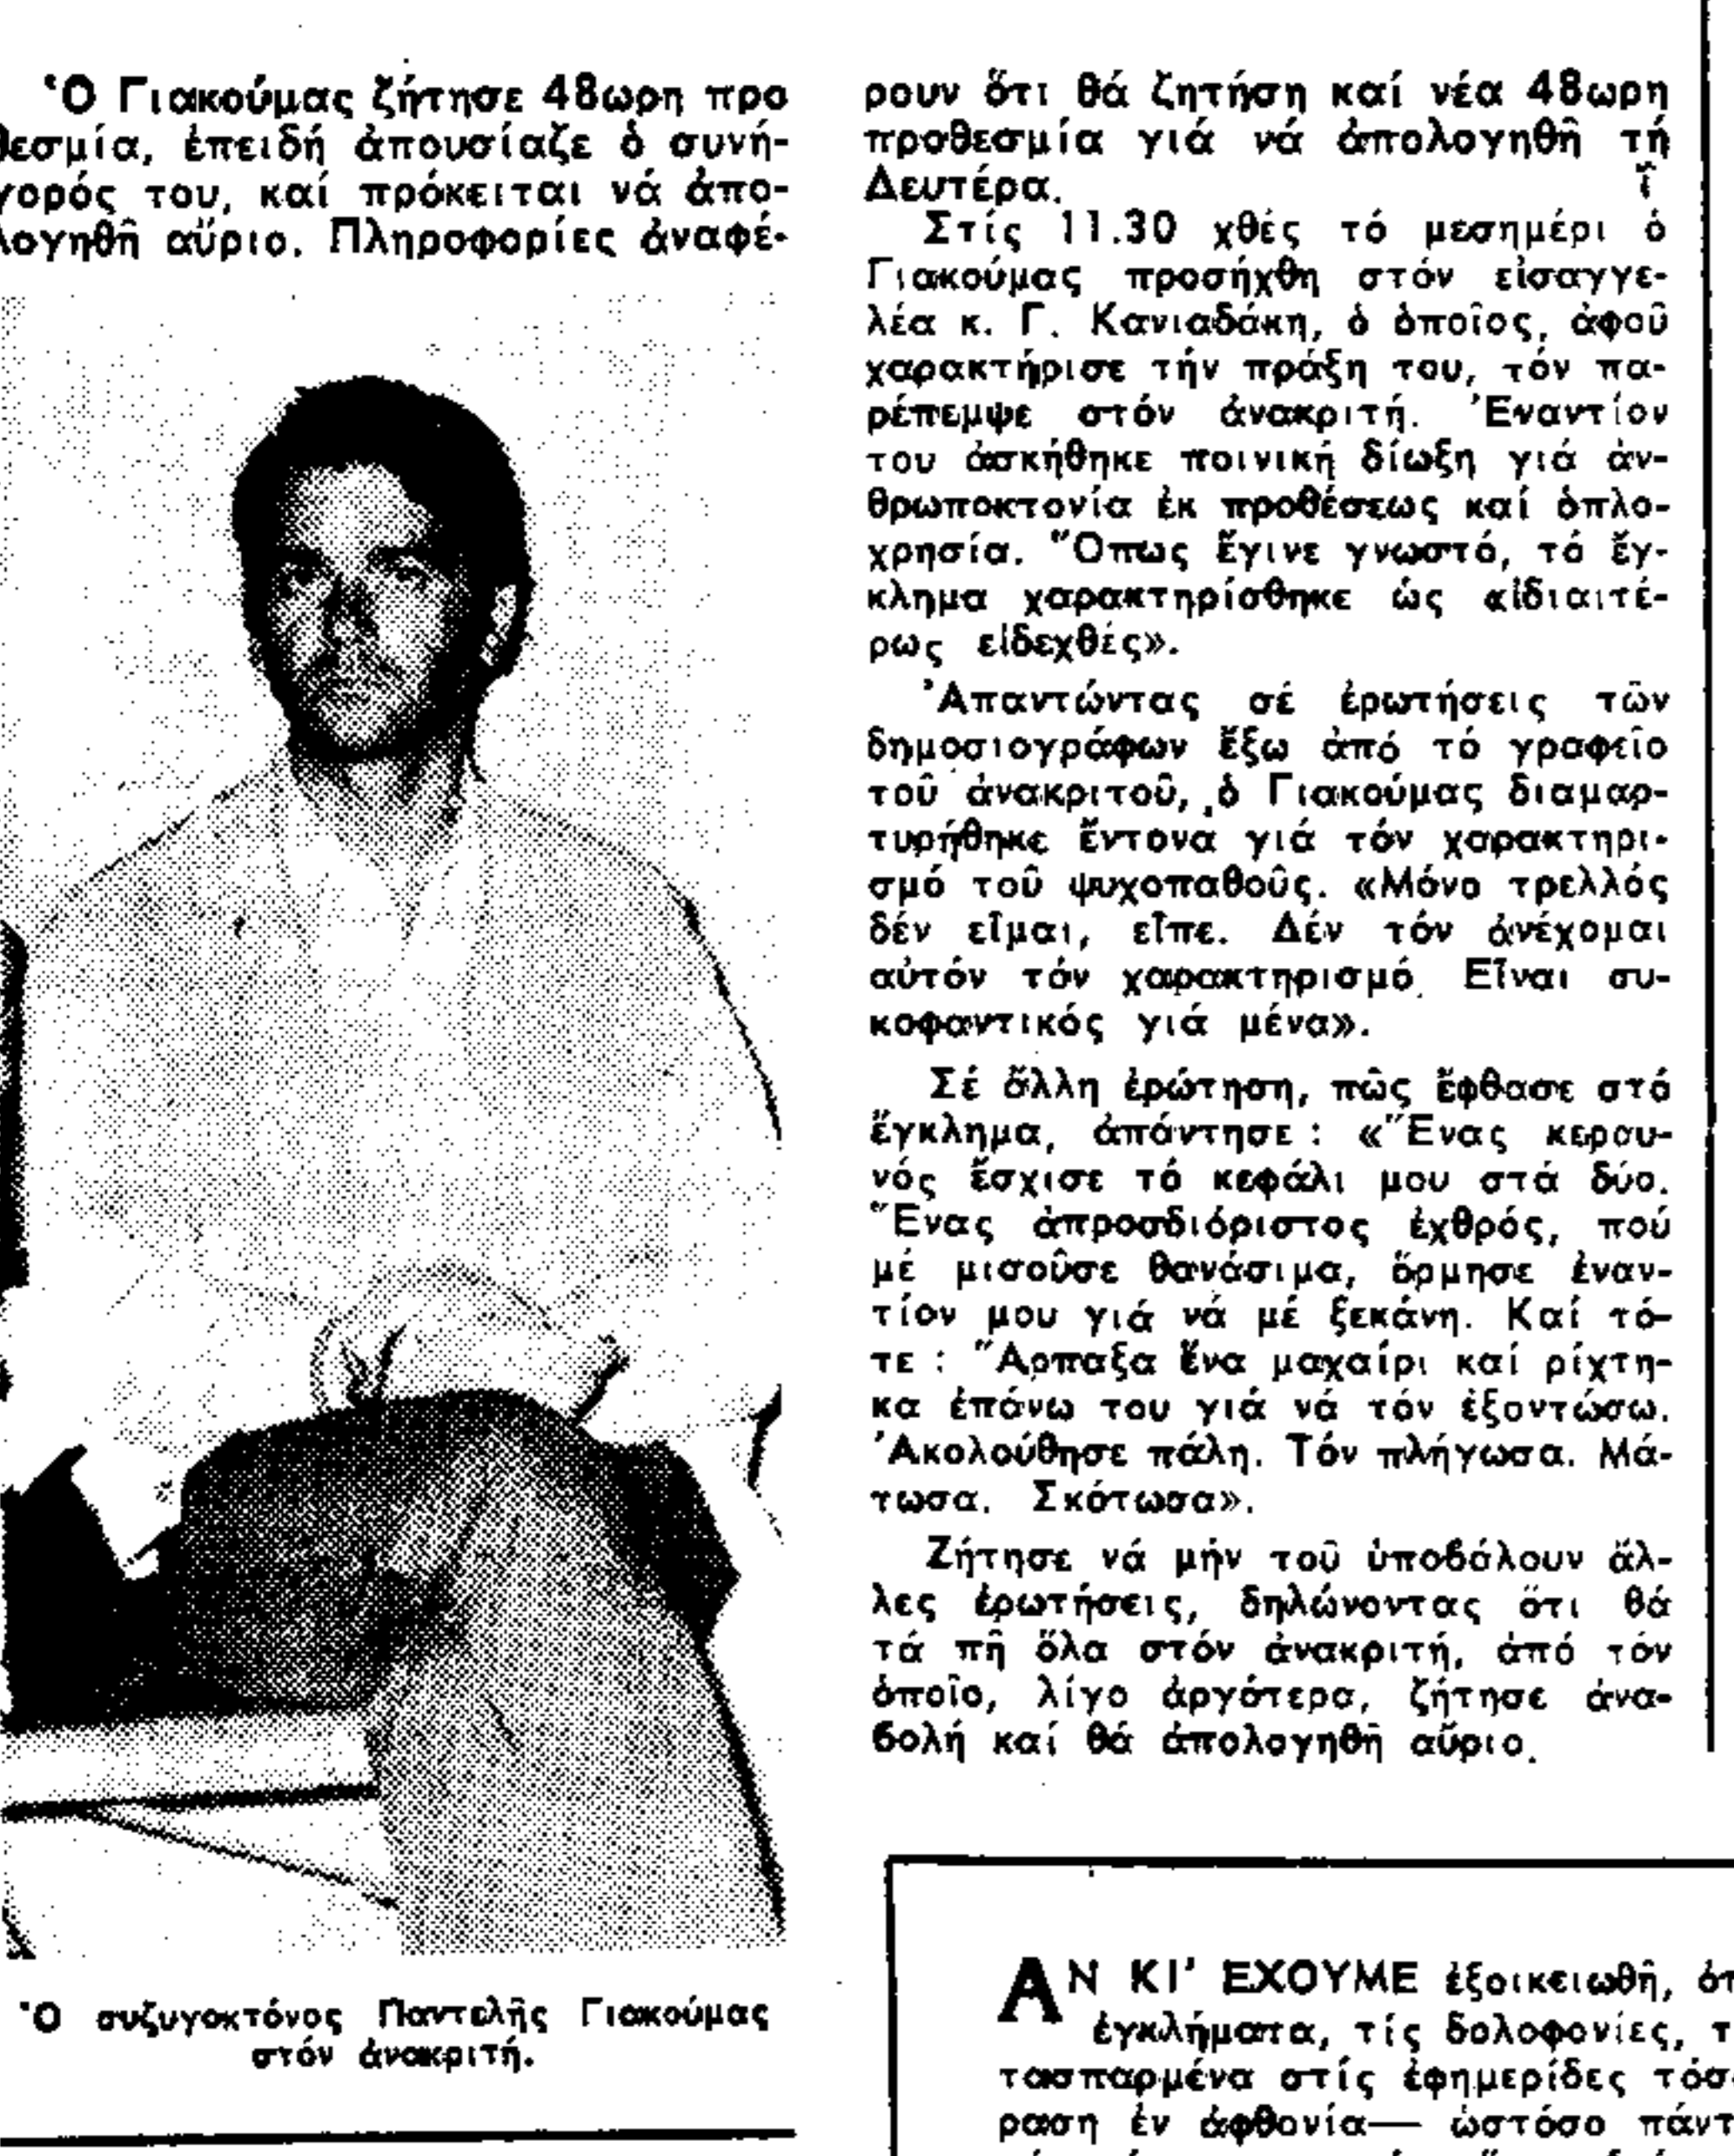 Ὁ Γιακούμας ζήτησε 48ωρη προ
θεσμία, ἐπειδή ἀπουσίαζε ὁ συνή-
γορός του, καί πρόκειται νά ἀπο-
λογηθῆ αὔριο. Πληροφορίες ἀναφέ-
Ὁ συζυγοκτόνος Παντελῆς Γιακούμας
στόν ἀνακριτή.
ρουν ὅτι θά ζητήση καί νέα 48ωρη
προθεσμία γιά νά ἀπολογηθῆ τή
Δευτέρα.
Στίς 11.30 χθές τό μεσημέρι ὁ
Γιακούμας προσήχθη στόν εἰσαγγε-
λέα κ. Γ. Κανιαδάκη, ὁ ὁποῖος, ἀφοῦ
χαρακτήρισε τήν πράξη του, τόν πα-
ρέπεμψε στόν ἀνακριτή. Ἐναντίον
του ἀσκήθηκε ποινική δίωξη γιά ἀν-
θρωποκτονία ἐκ προθέσεως καί ὁπλο-
χρησία. Ὅπως ἔγινε γνωστό, τό ἔγ-
κλημα χαρακτηρίσθηκε ὡς «ἰδιαιτέ-
ρως εἰδεχθές».
Ἀπαντώντας σέ ἐρωτήσεις τῶν
δημοσιογράφων ἔξω ἀπό τό γραφεῖο
τοῦ ἀνακριτοῦ, ὁ Γιακούμας διαμαρ-
τυρήθηκε ἔντονα γιά τόν χαρακτηρι-
σμό τοῦ ψυχοπαθοῦς. «Μόνο τρελλός
δέν εἶμαι, εἶπε. Δέν τόν ἀνέχομαι
αὐτόν τόν χαρακτηρισμό. Εἶναι συ-
κοφαντικός γιά μένα».
Σέ ἄλλη ἐρώτηση, πῶς ἔφθασε στό
ἔγκλημα, ἀπάντησε : «Ἕνας κεραυ-
νός ἔσχισε τό κεφάλι μου στά δύο.
Ἕνας ἀπροσδιόριστος ἐχθρός, πού
μέ μισοῦσε θανάσιμα, ὅρμησε ἐναν-
τίον μου γιά νά μέ ξεκάνη. Καί τό-
τε : Ἅρπαξα ἕνα μαχαίρι καί ρίχτη-
κα ἐπάνω του γιά νά τόν ἐξοντώσω.
Ἀκολούθησε πάλη. Τόν πλήγωσα. Μά-
τωσα. Σκότωσα».
Ζήτησε νά μήν τοῦ ὑποβάλουν ἄλ-
λες ἐρωτήσεις, δηλώνοντας ὅτι θά
τά πῆ ὅλα στόν ἀνακριτή, ἀπό τόν
ὁποῖο, λίγο ἀργότερα, ζήτησε ἀνα-
βολή καί θά ἀπολογηθῆ αὔριο.
ΑΝ ΚΙ' ΕΧΟΥΜΕ ἐξοικειωθῆ,
ἐγκλήματα, τίς δολοφονίες,
τασπαρμένα στίς ἐφημερίδες
ραση ἐν ἀφθονία— ὡστόσο